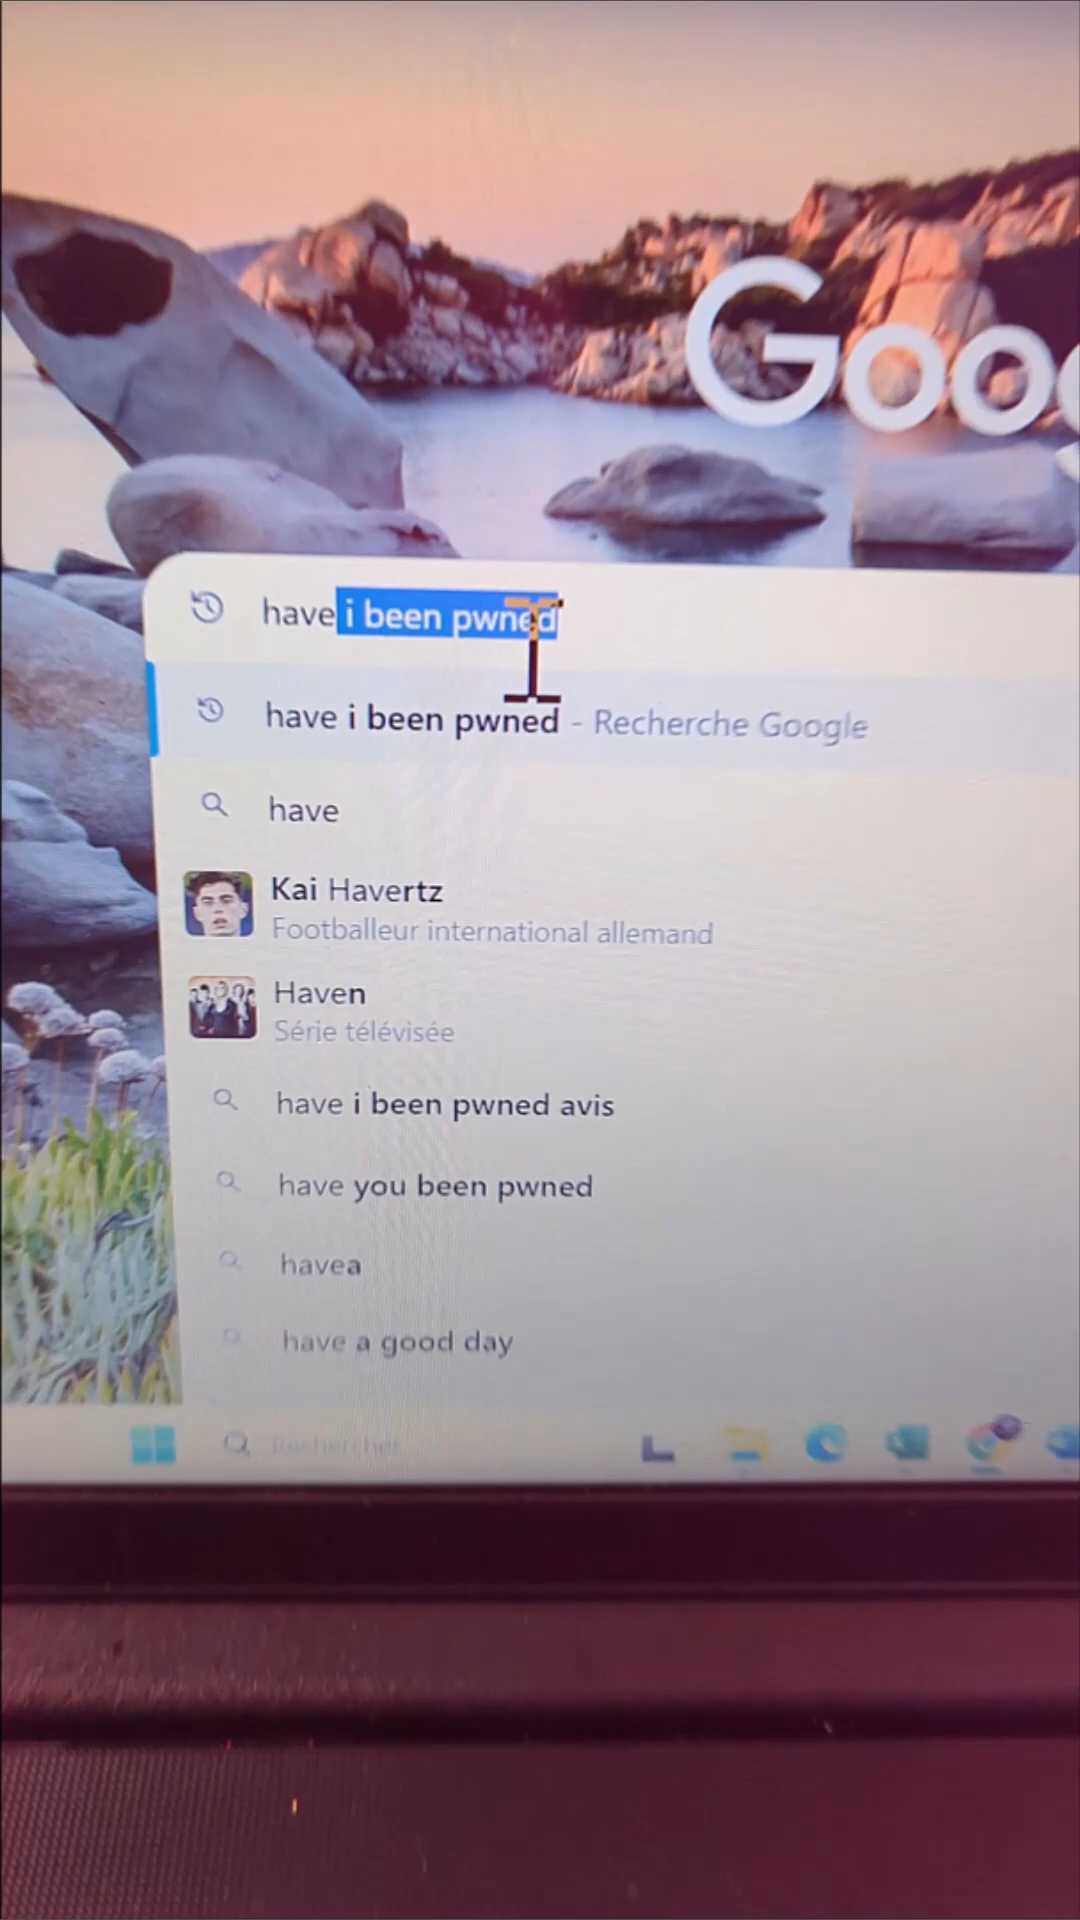 Goo
have i been pwned
have i been pwned - Recherche Google
have
Kai Havertz
Footballeur international allemand
Haven
Série télévisée
have i been pwned avis
have you been pwned
havea
have a good day
Rechercher